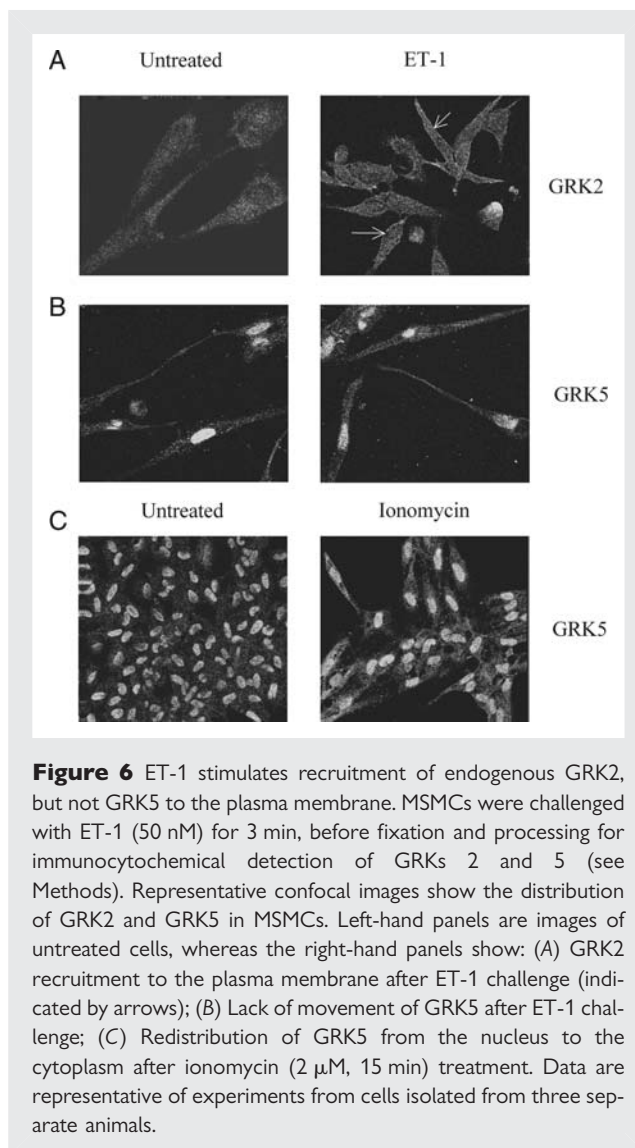 A
Untreated
ET-1
GRK2
B
GRK5
C
Untreated
Ionomycin
GRK5
Figure 6 ET-1 stimulates recruitment of endogenous GRK2,
but not GRK5 to the plasma membrane. MSMCs were challenged
with ET-1 (50 nM) for 3 min, before fixation and processing for
immunocytochemical detection of GRKs 2 and 5 (see
Methods). Representative confocal images show the distribution
of GRK2 and GRK5 in MSMCs. Left-hand panels are images of
untreated cells, whereas the right-hand panels show: (A) GRK2
recruitment to the plasma membrane after ET-1 challenge (indi-
cated by arrows); (B) Lack of movement of GRK5 after ET-1 chal-
lenge; (C) Redistribution of GRK5 from the nucleus to the
cytoplasm after ionomycin (2 μM, 15 min) treatment. Data are
representative of experiments from cells isolated from three sep-
arate animals.